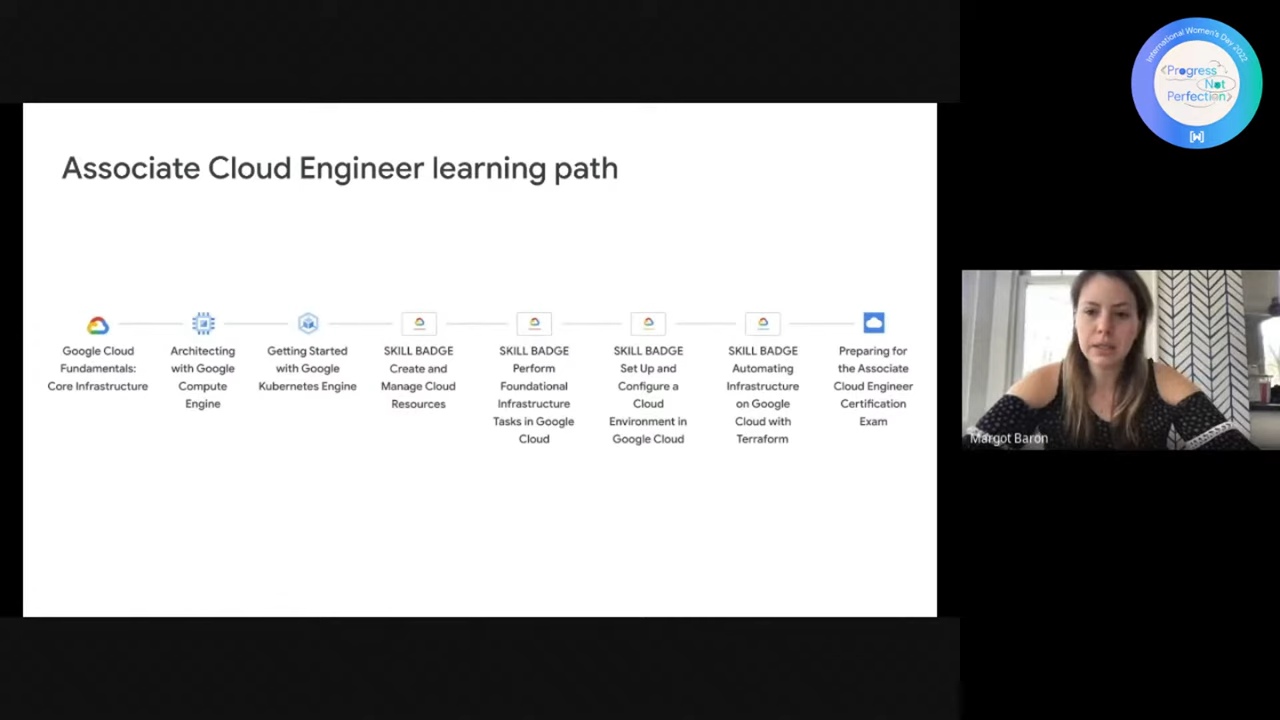 International Women's Day 2022
<Progress
Not
Perfection>
[W]
Associate Cloud Engineer learning path
Google Cloud
Fundamentals:
Core Infrastructure
Architecting
with Google
Compute
Engine
Getting Started
with Google
Kubernetes Engine
SKILL BADGE
Create and
Manage Cloud
Resources
SKILL BADGE
Perform
Foundational
Infrastructure
Tasks in Google
Cloud
SKILL BADGE
Set Up and
Configure a
Cloud
Environment in
Google Cloud
SKILL BADGE
Automating
Infrastructure
on Google
Cloud with
Terraform
Preparing for
the Associate
Cloud Engineer
Certification
Exam
Margot Baron